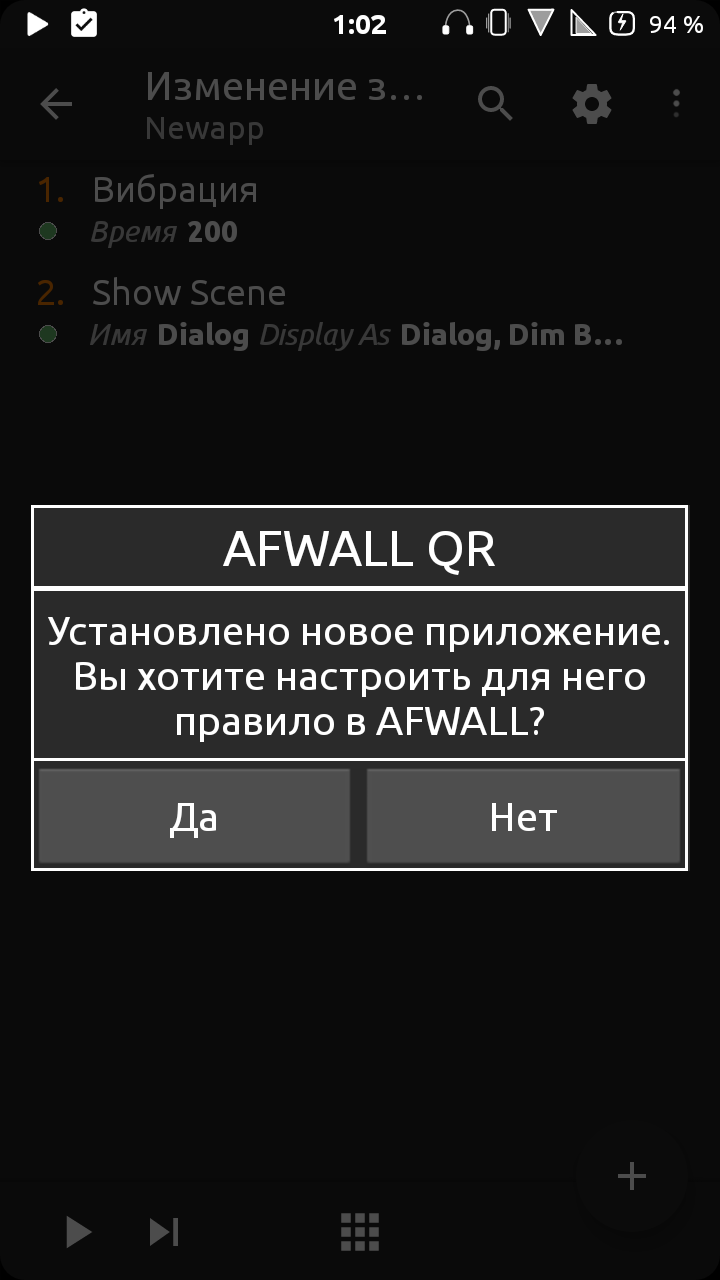 1:02 94 %
Изменение з...
Newapp
1. Вибрация
Время 200
2. Show Scene
Имя Dialog Display As Dialog, Dim B...
AFWALL QR
Установлено новое приложение.
Вы хотите настроить для него
правило в AFWALL?
Да Нет